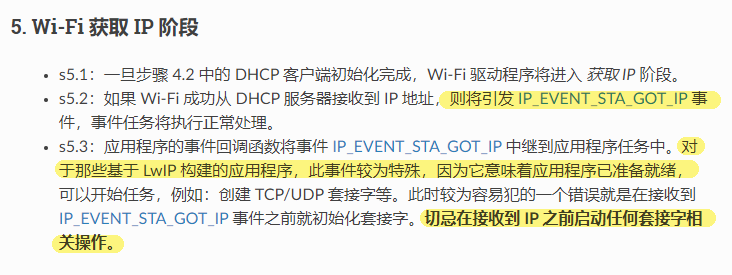 5. Wi-Fi 获取 IP 阶段
• s5.1：一旦步骤 4.2 中的 DHCP 客户端初始化完成，Wi-Fi 驱动程序将进入 获取 IP 阶段。
• s5.2：如果 Wi-Fi 成功从 DHCP 服务器接收到 IP 地址，则将引发 IP_EVENT_STA_GOT_IP 事
件，事件任务将执行正常处理。
• s5.3：应用程序的事件回调函数将事件 IP_EVENT_STA_GOT_IP 中继到应用程序任务中。对
于那些基于 LwIP 构建的应用程序，此事件较为特殊，因为它意味着应用程序已准备就绪，
可以开始任务，例如：创建 TCP/UDP 套接字等。此时较为容易犯的一个错误就是在接收到
IP_EVENT_STA_GOT_IP 事件之前就初始化套接字。切忌在接收到 IP 之前启动任何套接字相
关操作。